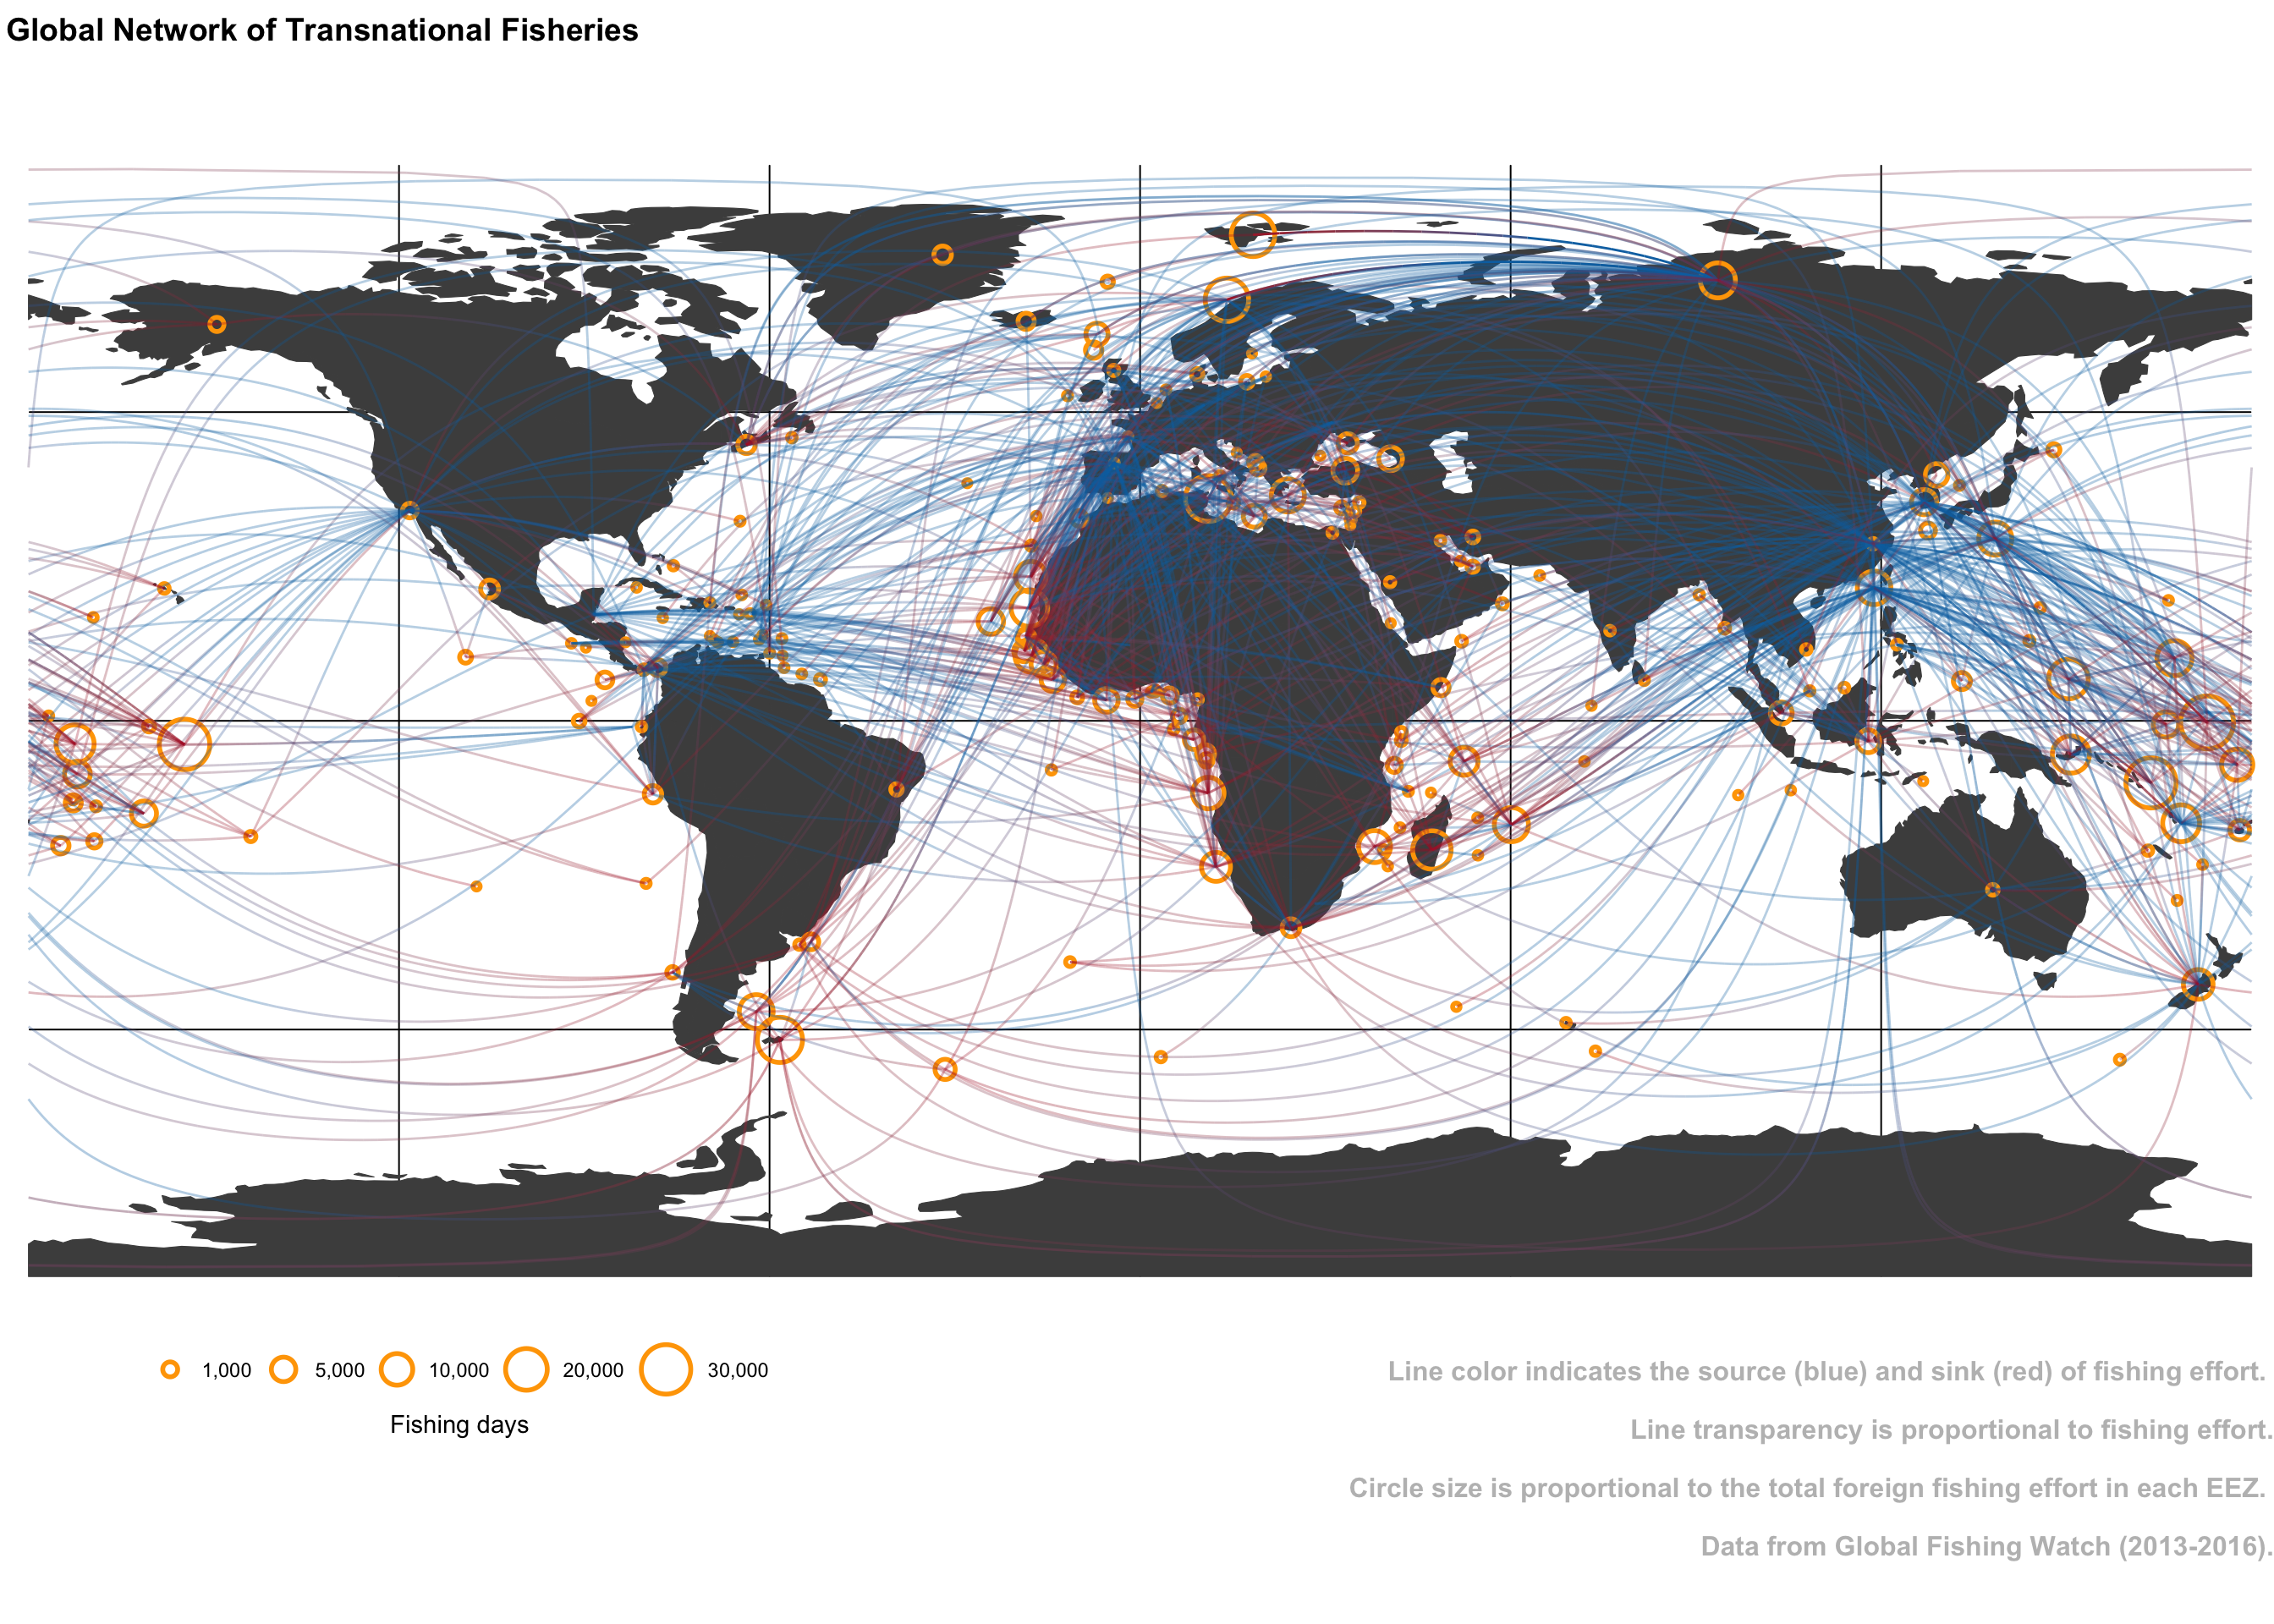 Global Network of Transnational Fisheries
1,000 5,000 10,000 20,000 30,000
Fishing days
Line color indicates the source (blue) and sink (red) of fishing effort.
Line transparency is proportional to fishing effort.
Circle size is proportional to the total foreign fishing effort in each EEZ.
Data from Global Fishing Watch (2013-2016).